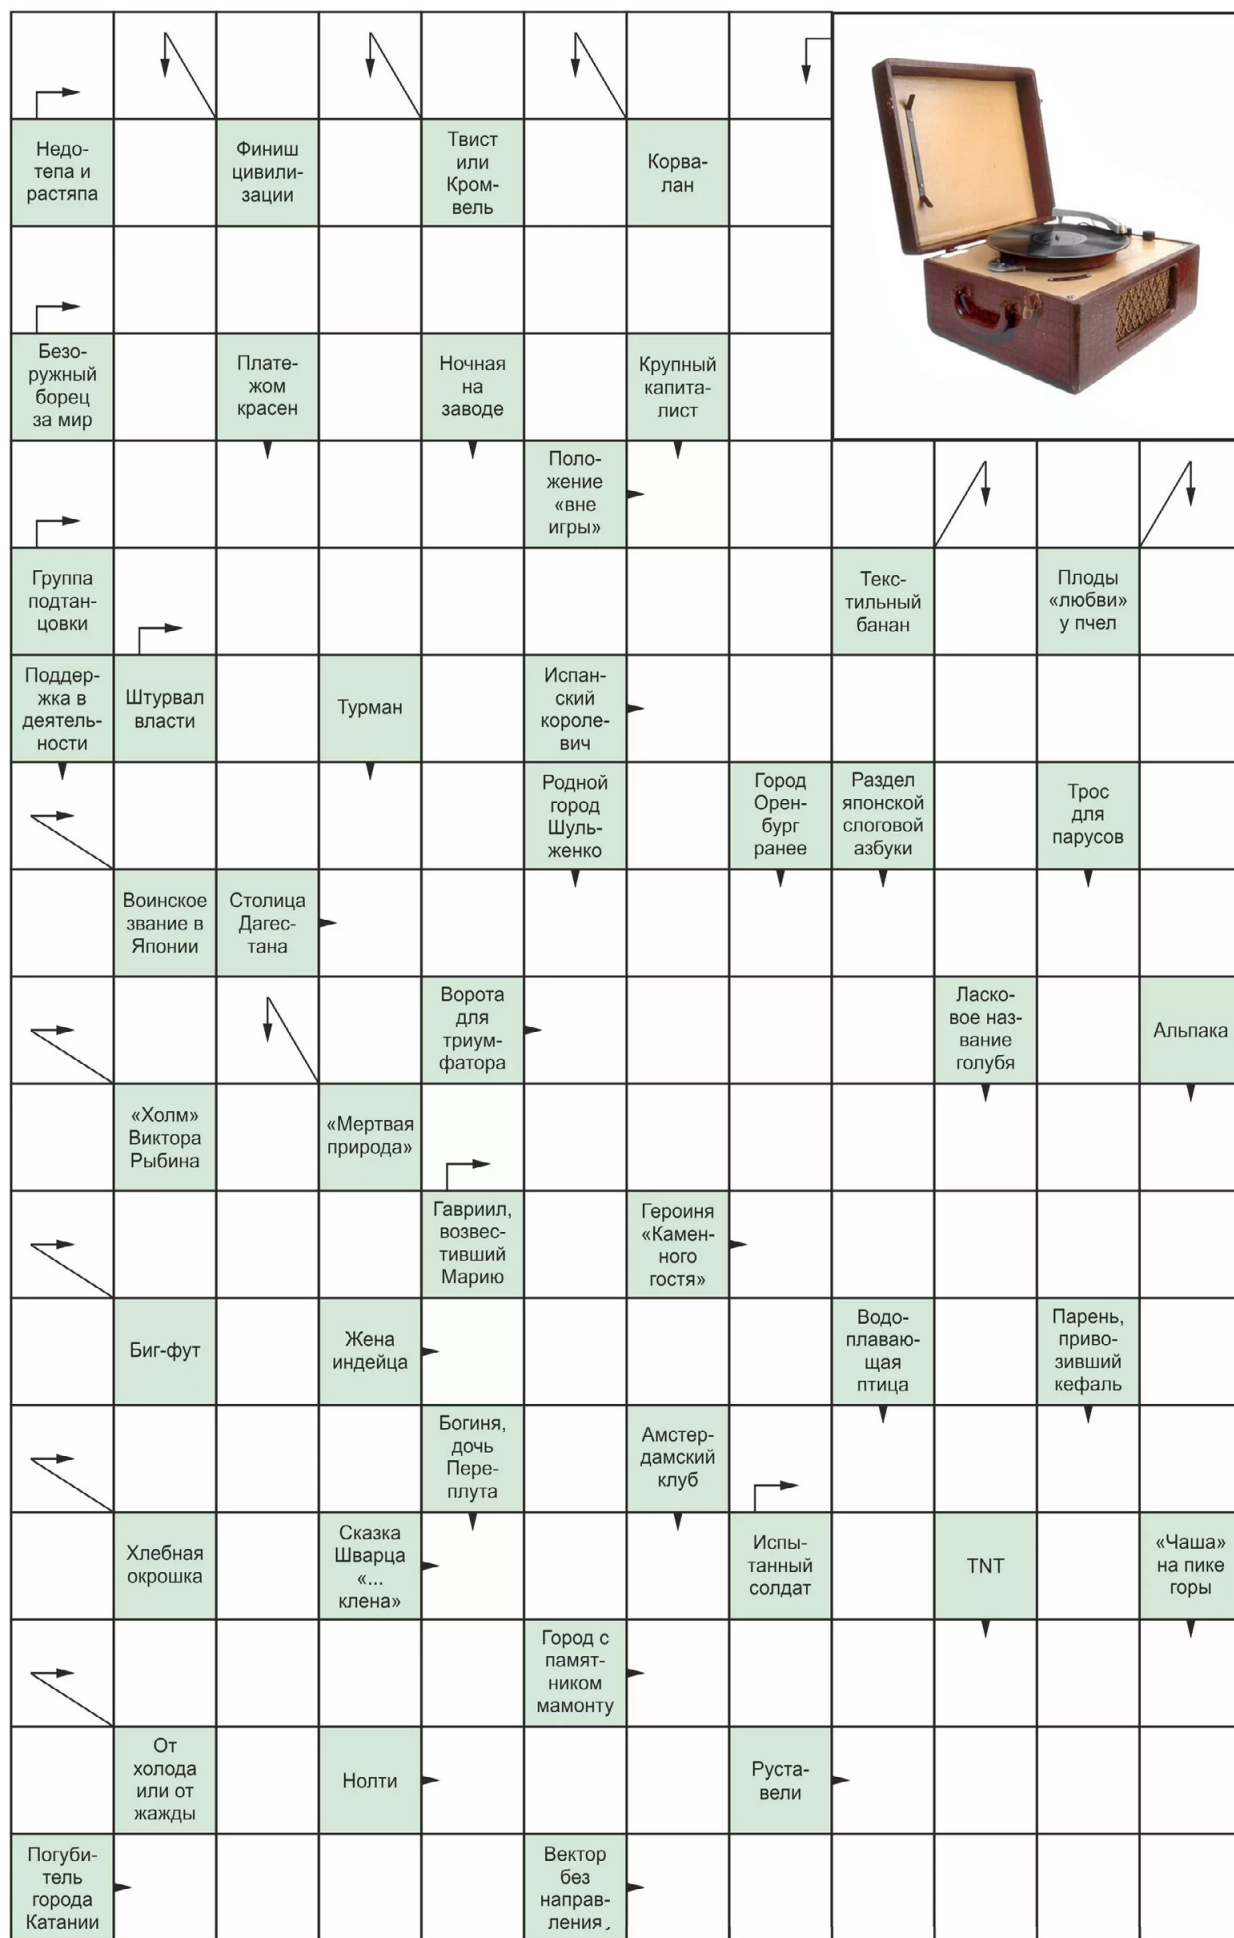 Недо-
тепа и
растяпа
Финиш
цивили-
зации
Твист
или
Кром-
вель
Корва-
лан
Безо-
ружный
борец
за мир
Плате-
жом
красен
Ночная
на
заводе
Крупный
капита-
лист
Поло-
жение
«вне
игры»
Группа
подтан-
цовки
Текс-
тильный
банан
Плоды
«любви»
у пчел
Поддер-
жка в
деятель-
ности
Штурвал
власти
Турман
Испан-
ский
короле-
вич
Родной
город
Шуль-
женко
Город
Орен-
бург
ранее
Раздел
японской
слоговой
азбуки
Трос
для
парусов
Воинское
звание в
Японии
Столица
Дагес-
тана
Ворота
для
триум-
фатора
Ласко-
вое наз-
вание
голубя
Альпака
«Холм»
Виктора
Рыбина
«Мертвая
природа»
Гавриил,
возвес-
тивший
Марию
Героиня
«Камен-
ного
гостя»
Биг-фут
Жена
индейца
Водо-
плаваю-
щая
птица
Парень,
приво-
зивший
кефаль
Богиня,
дочь
Пере-
плута
Амстер-
дамский
клуб
Хлебная
окрошка
Сказка
Шварца
«...
клена»
Испы-
танный
солдат
TNT
«Чаша»
на пике
горы
Город с
памят-
ником
мамонту
От
холода
или от
жажды
Нолти
Руста-
вели
Погуби-
тель
города
Катании
Вектор
без
направ-
ления